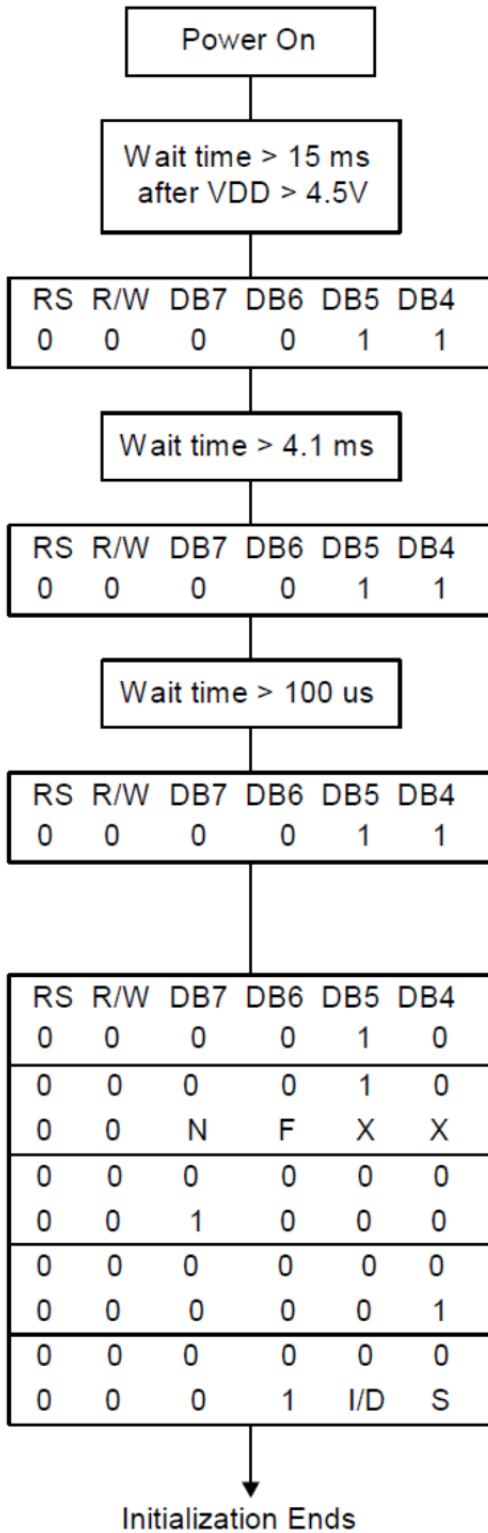 Power On
Wait time > 15 ms
after VDD > 4.5V
RS R/W DB7 DB6 DB5 DB4
0 0 0 0 1 1
Wait time > 4.1 ms
RS R/W DB7 DB6 DB5 DB4
0 0 0 0 1 1
Wait time > 100 us
RS R/W DB7 DB6 DB5 DB4
0 0 0 0 1 1
RS R/W DB7 DB6 DB5 DB4
0 0 0 0 1 0
0 0 0 0 1 0
0 0 N F X X
0 0 0 0 0 0
0 0 1 0 0 0
0 0 0 0 0 0
0 0 0 0 0 1
0 0 0 0 0 0
0 0 0 1 I/D S
Initialization Ends